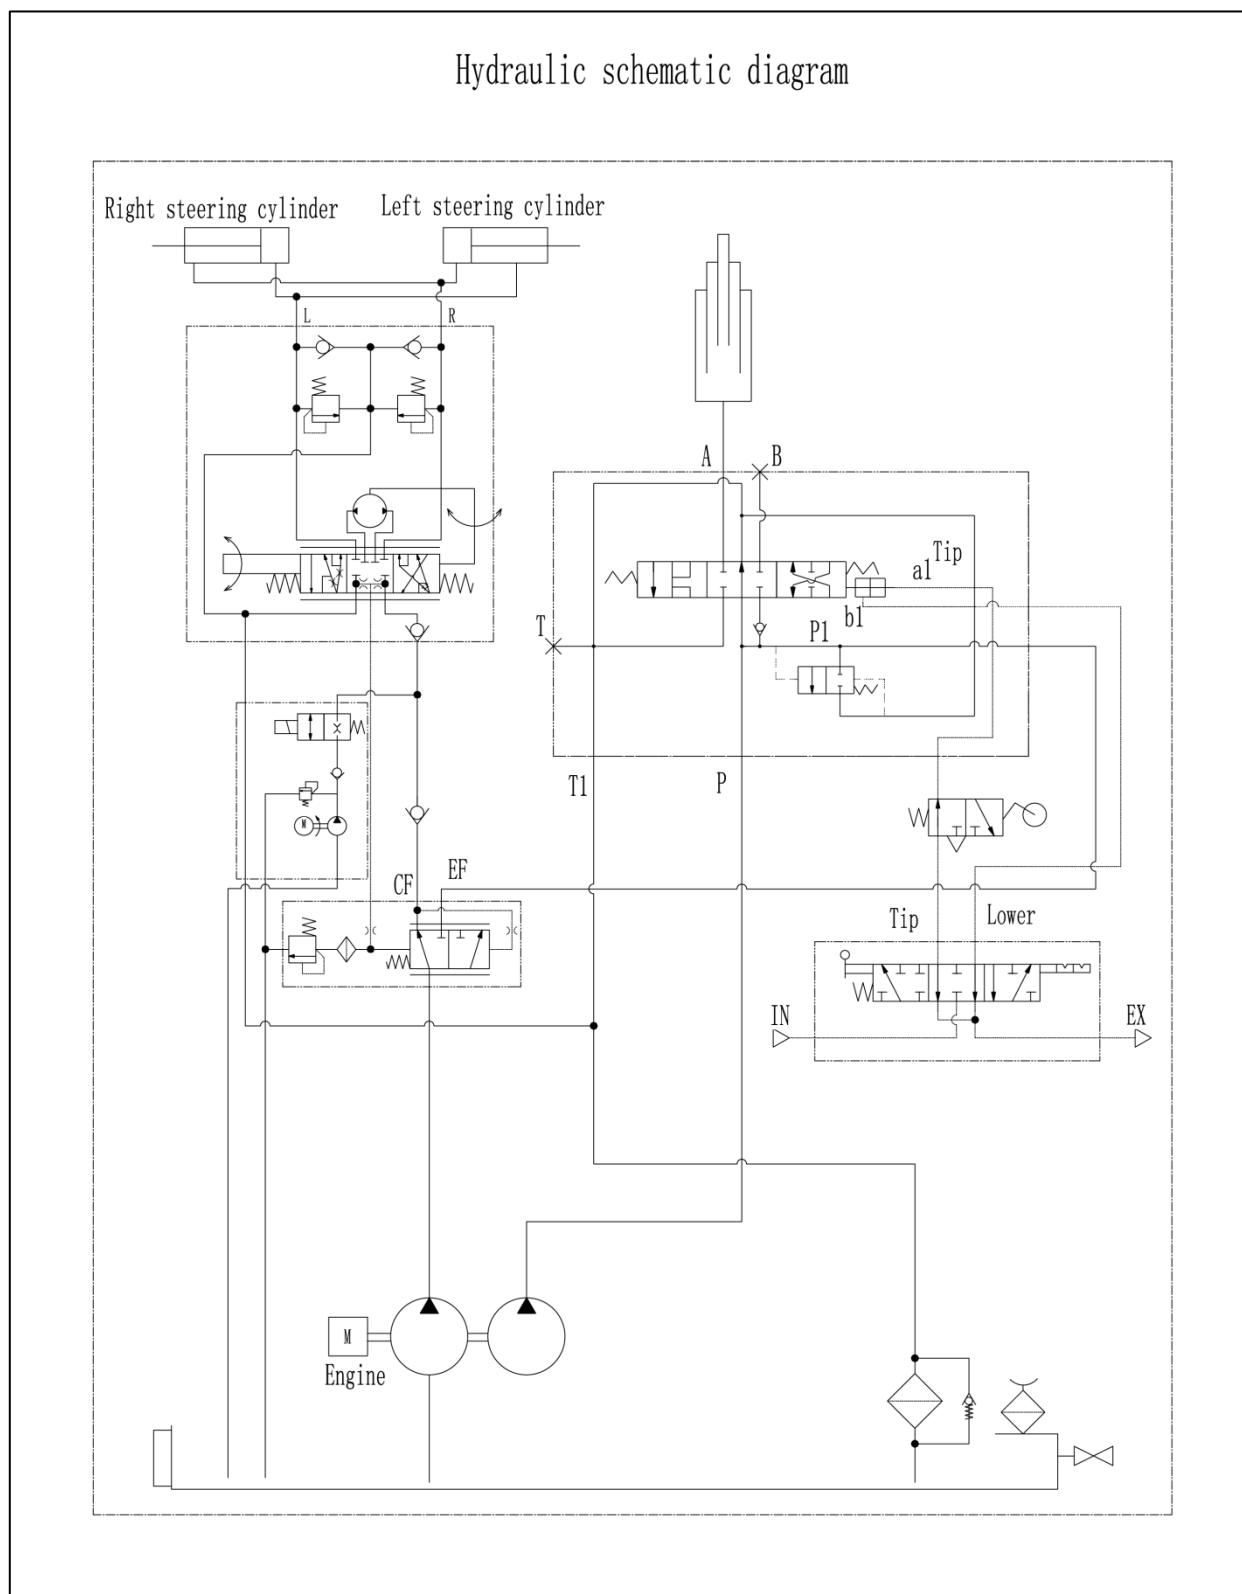 Hydraulic schematic diagram
Right steering cylinder
Left steering cylinder
L
R
A
B
Tip
a1
b1
T
P1
T1
P
M
EF
CF
Tip
Lower
IN
EX
M
Engine